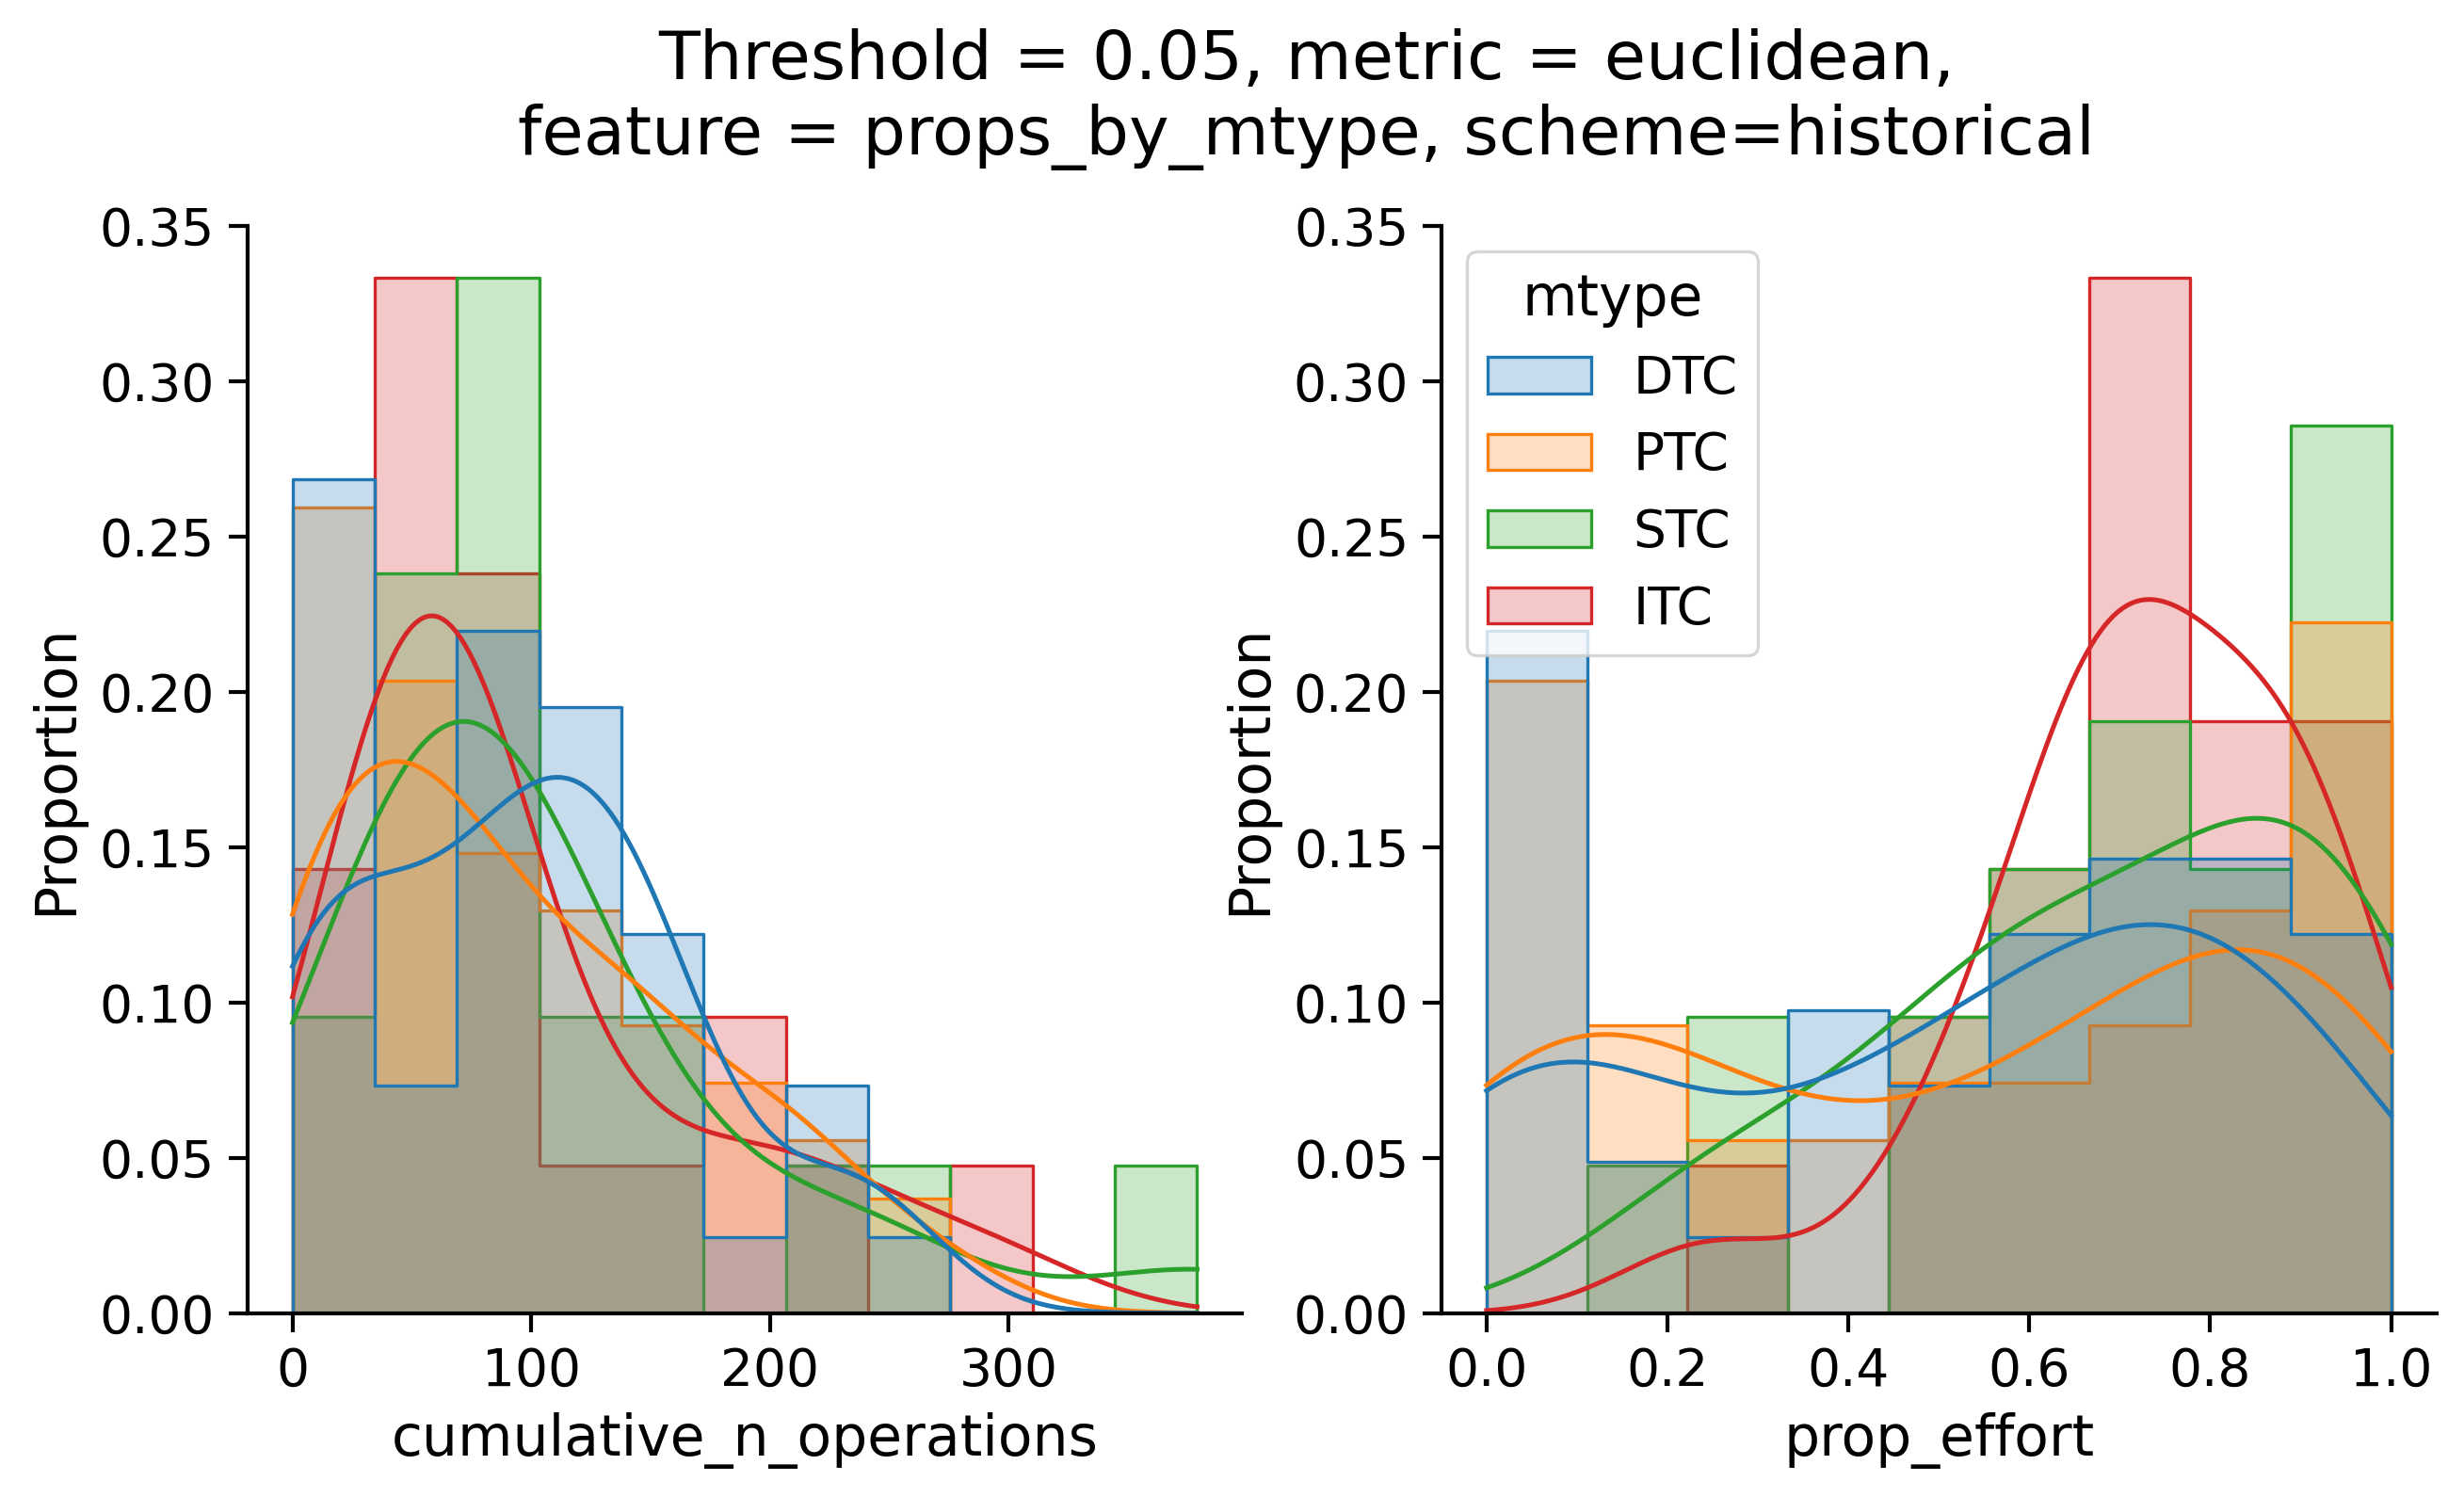 Threshold = 0.05, metric = euclidean,
feature = props_by_mtype, scheme=historical
0.35
0.30
0.25
0.20
0.15
0.10
0.05
0.00
Proportion
0
100
200
300
cumulative_n_operations
0.35
0.30
0.25
0.20
0.15
0.10
0.05
0.00
Proportion
mtype
DTC
PTC
STC
ITC
0.0
0.2
0.4
0.6
0.8
1.0
prop_effort